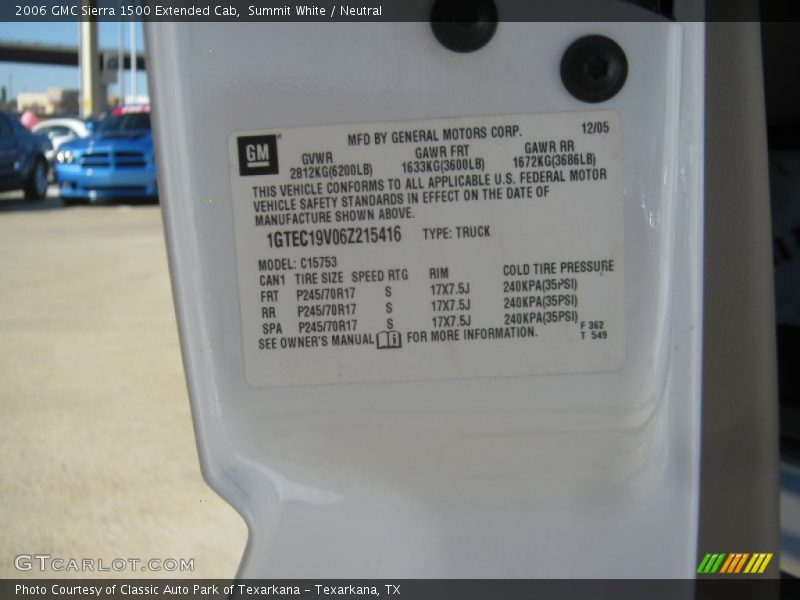 2006 GMC Sierra 1500 Extended Cab,  Summit White / Neutral
GM
MFD BY GENERAL MOTORS CORP.
12/05
GVWR GAWR FRT GAWR RR
2812KG(6200LB) 1633KG(3600LB) 1672KG(3686LB)
THIS VEHICLE CONFORMS TO ALL APPLICABLE U.S. FEDERAL MOTOR
VEHICLE SAFETY STANDARDS IN EFFECT ON THE DATE OF
MANUFACTURE SHOWN ABOVE.
1GTEC19V06Z215416 TYPE: TRUCK
MODEL: C15753
CAN1 TIRE SIZE SPEED RTG RIM COLD TIRE PRESSURE
FRT P245/70R17 S 17X7.5J 240KPA(35PSI)
RR P245/70R17 S 17X7.5J 240KPA(35PSI)
SPA P245/70R17 S 17X7.5J 240KPA(35PSI)
SEE OWNER'S MANUAL FOR MORE INFORMATION.
F 362
T 549
GTCARLOT.COM
Photo Courtesy of Classic Auto Park of Texarkana – Texarkana, TX